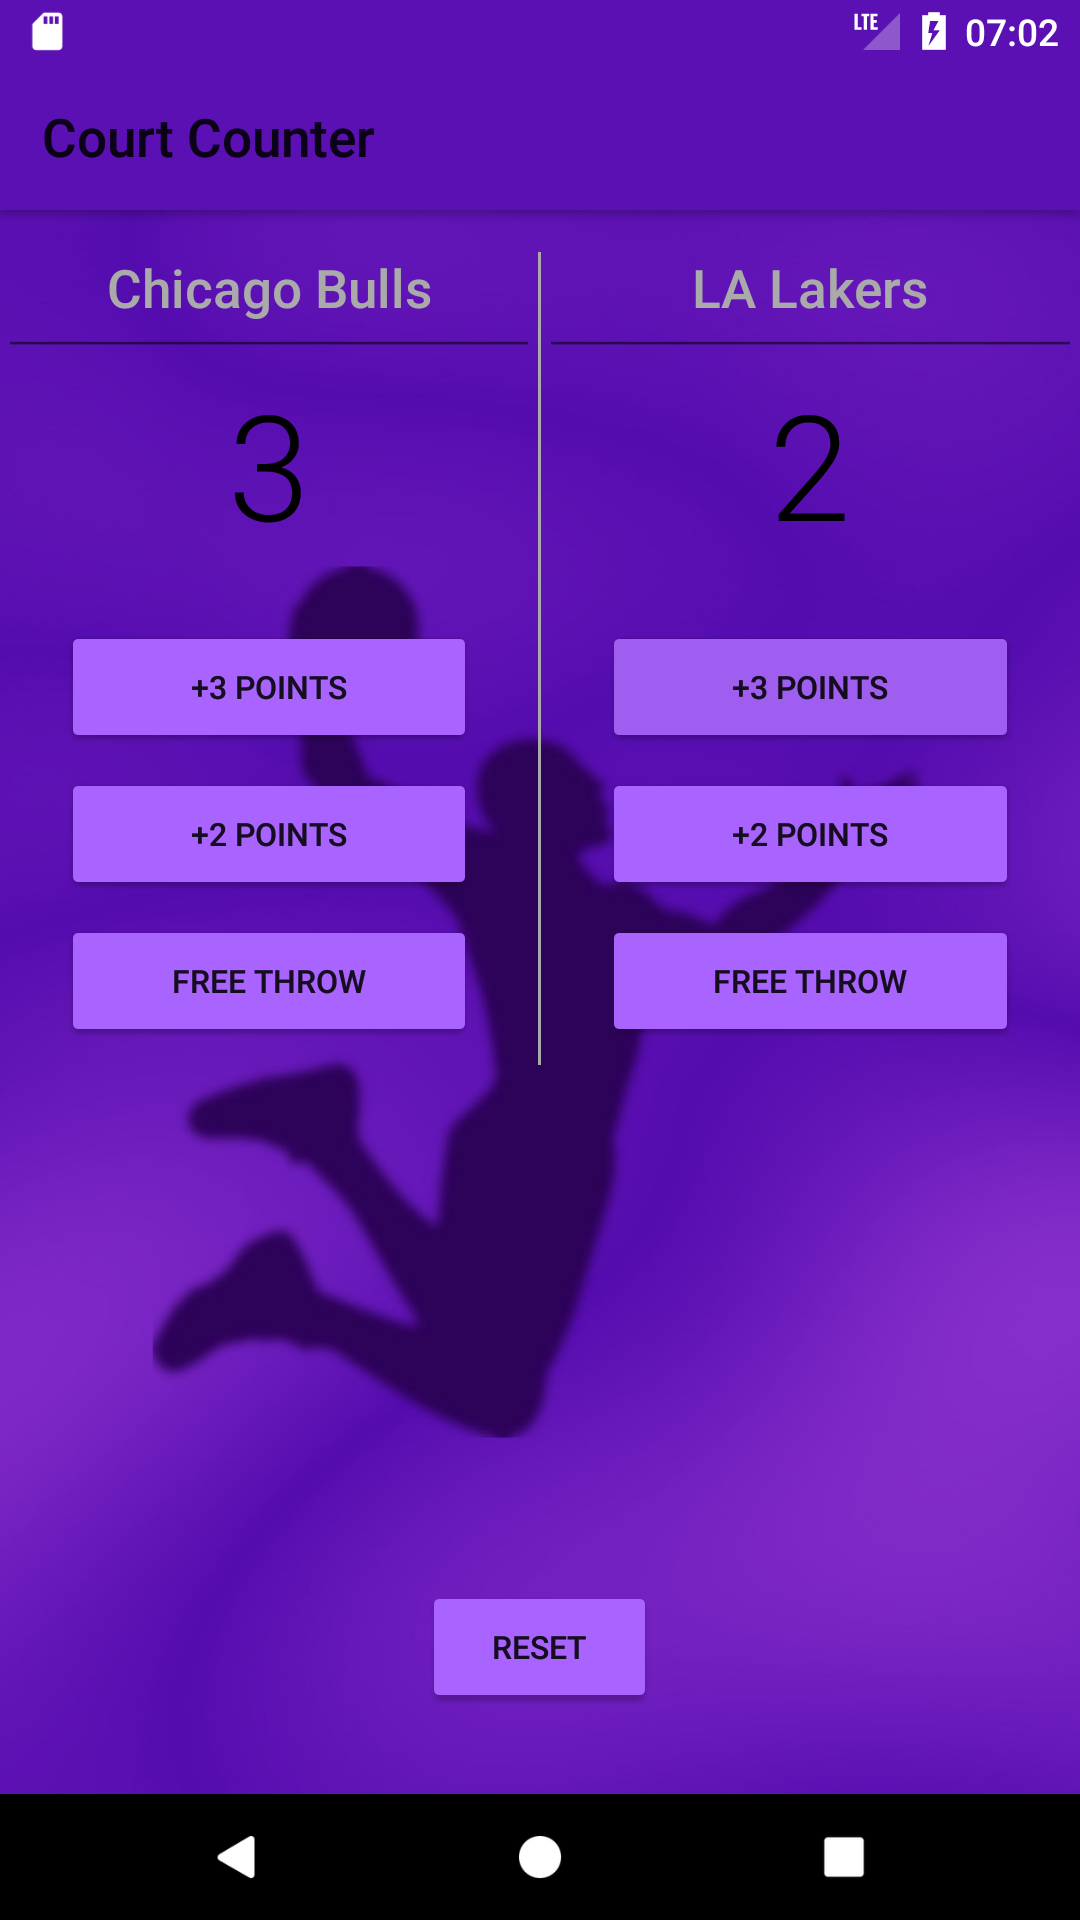 LTE 07:02
Court Counter
Chicago Bulls
LA Lakers
3
2
+3 POINTS
+3 POINTS
+2 POINTS
+2 POINTS
FREE THROW
FREE THROW
RESET